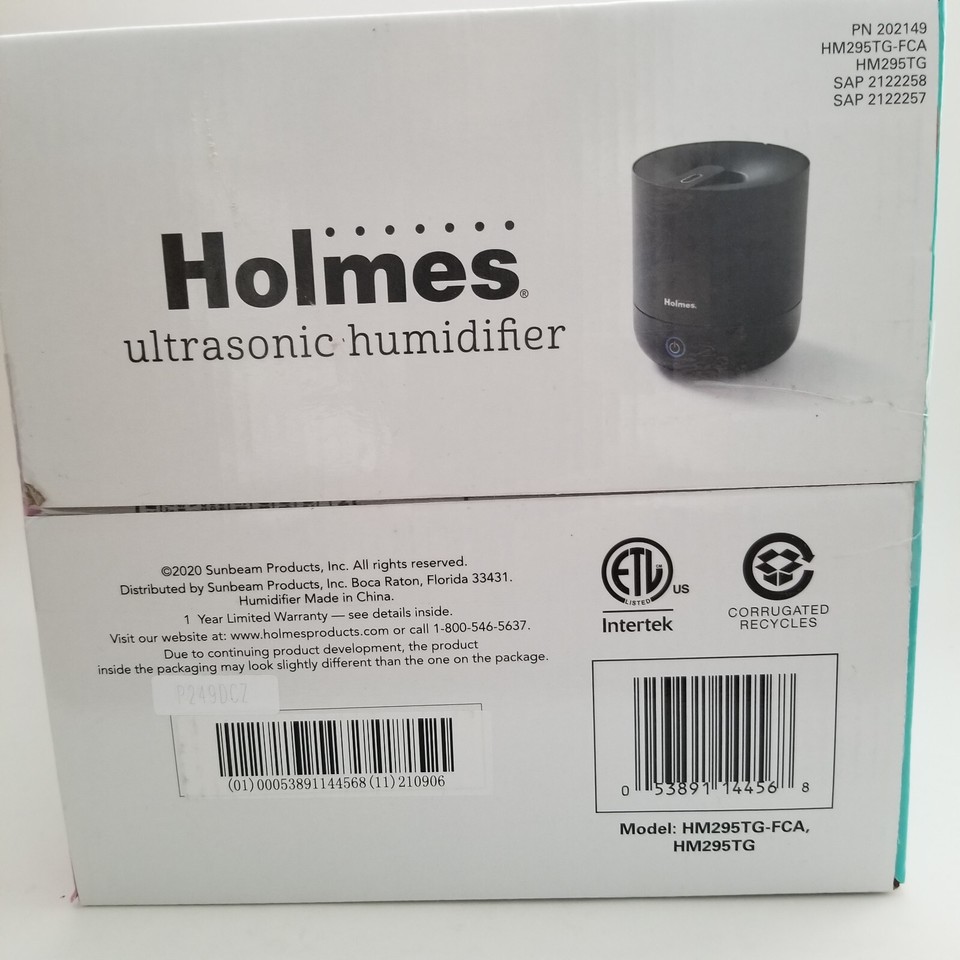 PN 202149
HM295TG-FCA
HM295TG
SAP 2122258
SAP 2122257
Holmes®
ultrasonic humidifier
Holmes.
©2020 Sunbeam Products, Inc. All rights reserved.
Distributed by Sunbeam Products, Inc. Boca Raton, Florida 33431.
Humidifier Made in China.
1 Year Limited Warranty — see details inside.
Visit our website at: www.holmesproducts.com or call 1-800-546-5637.
Due to continuing product development, the product
inside the packaging may look slightly different than the one on the package.
ETL
LISTED
US
Intertek
CORRUGATED
RECYCLES
P249DCZ
(01)00053891144568(11)210906
0 53891 14456 8
Model: HM295TG-FCA,
HM295TG